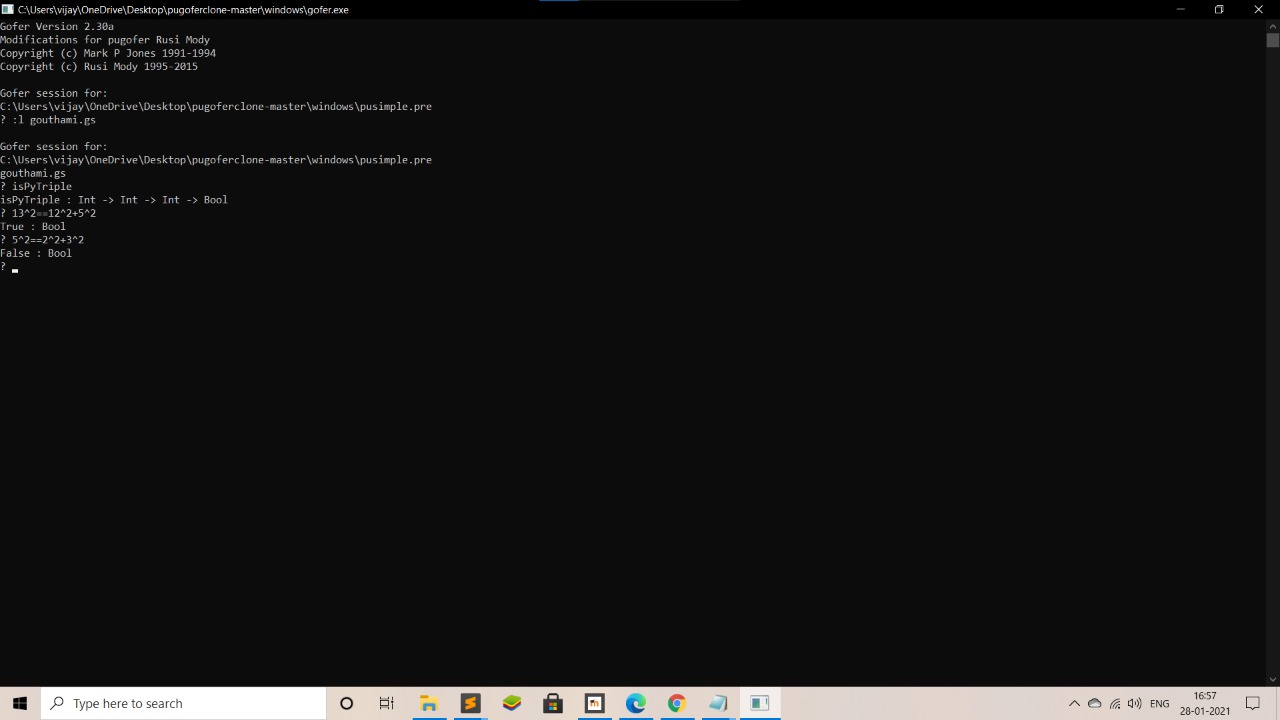 C:\Users\vijay\OneDrive\Desktop\pugoferclone-master\windows\gofer.exe
Gofer Version 2.30a
Modifications for pugofer Rusi Mody
Copyright (c) Mark P Jones 1991-1994
Copyright (c) Rusi Mody 1995-2015
Gofer session for:
C:\Users\vijay\OneDrive\Desktop\pugoferclone-master\windows\pusimple.pre
? :l gouthami.gs
Gofer session for:
C:\Users\vijay\OneDrive\Desktop\pugoferclone-master\windows\pusimple.pre
gouthami.gs
? isPyTriple
isPyTriple : Int -> Int -> Int -> Bool
? 13^2==12^2+5^2
True : Bool
? 5^2==2^2+3^2
False : Bool
?
Type here to search
ENG
16:57
28-01-2021